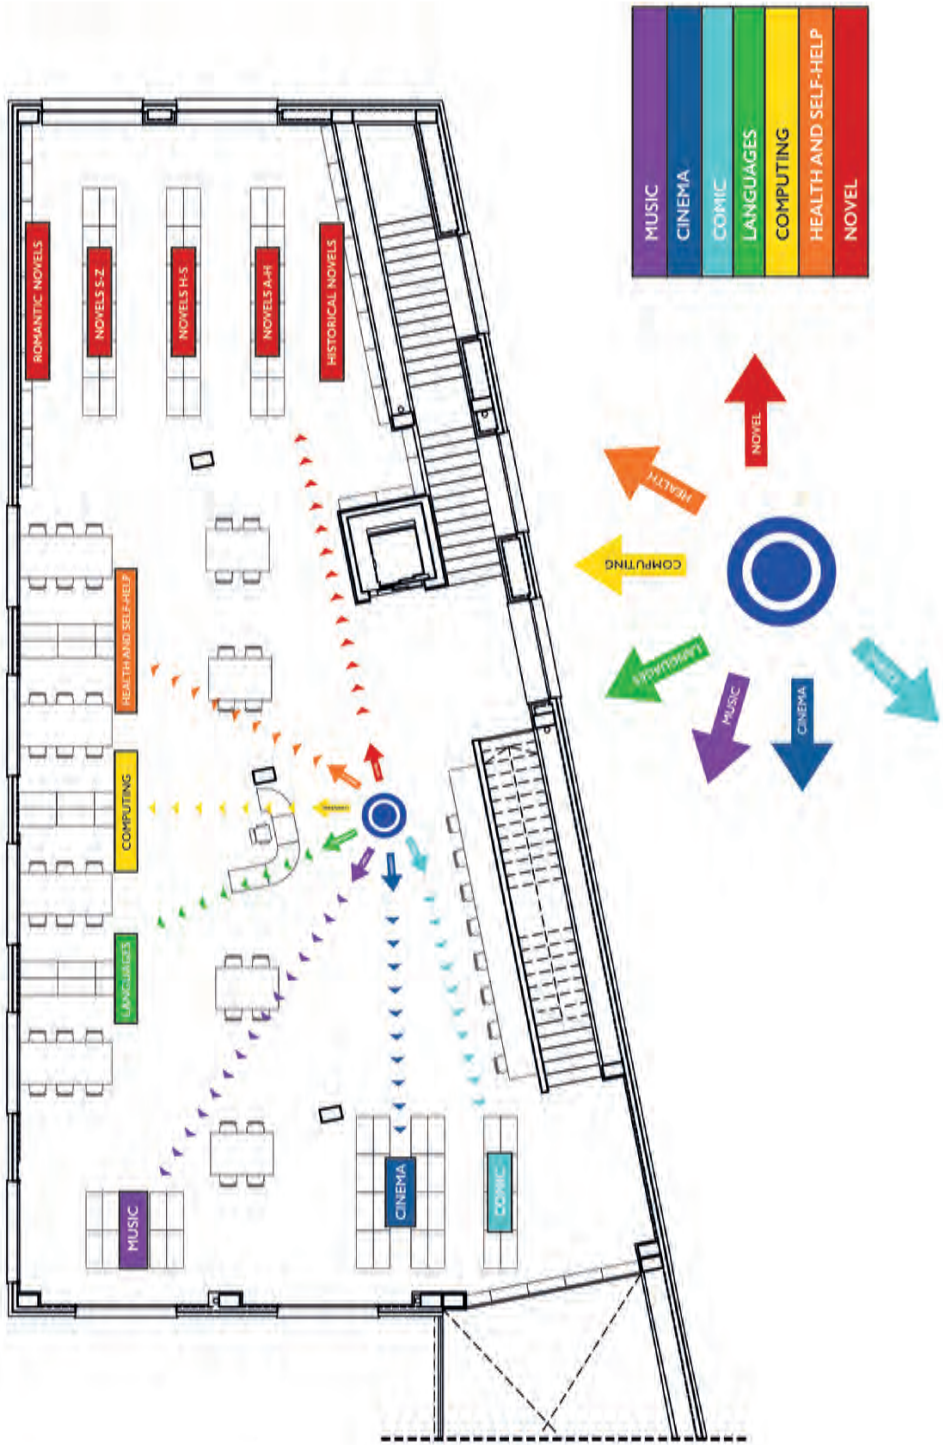 ROMANTIC NOVELS
NOVELS S-Z
MUSIC
LANGUAGES
COMPUTING
HEALTH AND SELF-HELP
NOVELS H-S
NOVELS A-H
HISTORICAL NOVELS
CINEMA
COMIC
COMPUTING
LANGUAGES
HEALTH
MUSIC
CINEMA
NOVEL
MUSIC
CINEMA
COMIC
LANGUAGES
COMPUTING
HEALTH AND SELF-HELP
NOVEL